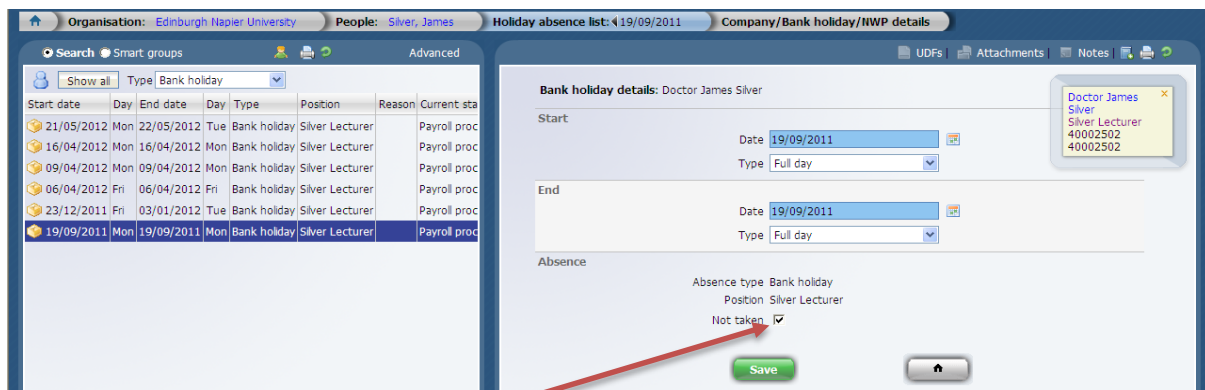 Organisation: Edinburgh Napier University People: Silver, James Holiday absence list: 19/09/2011 Company/Bank holiday/NWP details
Search Smart groups Advanced
Show all Type Bank holiday
Start date Day End date Day Type Position Reason Current sta
21/05/2012 Mon 22/05/2012 Tue Bank holiday Silver Lecturer Payroll proc
16/04/2012 Mon 16/04/2012 Mon Bank holiday Silver Lecturer Payroll proc
09/04/2012 Mon 09/04/2012 Mon Bank holiday Silver Lecturer Payroll proc
06/04/2012 Fri 06/04/2012 Fri Bank holiday Silver Lecturer Payroll proc
23/12/2011 Fri 03/01/2012 Tue Bank holiday Silver Lecturer Payroll proc
19/09/2011 Mon 19/09/2011 Mon Bank holiday Silver Lecturer Payroll proc
UDFs Attachments Notes
Bank holiday details: Doctor James Silver
Start
Date 19/09/2011
Type Full day
End
Date 19/09/2011
Type Full day
Absence
Absence type Bank holiday
Position Silver Lecturer
Not taken
Save
Doctor James
Silver
Silver Lecturer
40002502
40002502